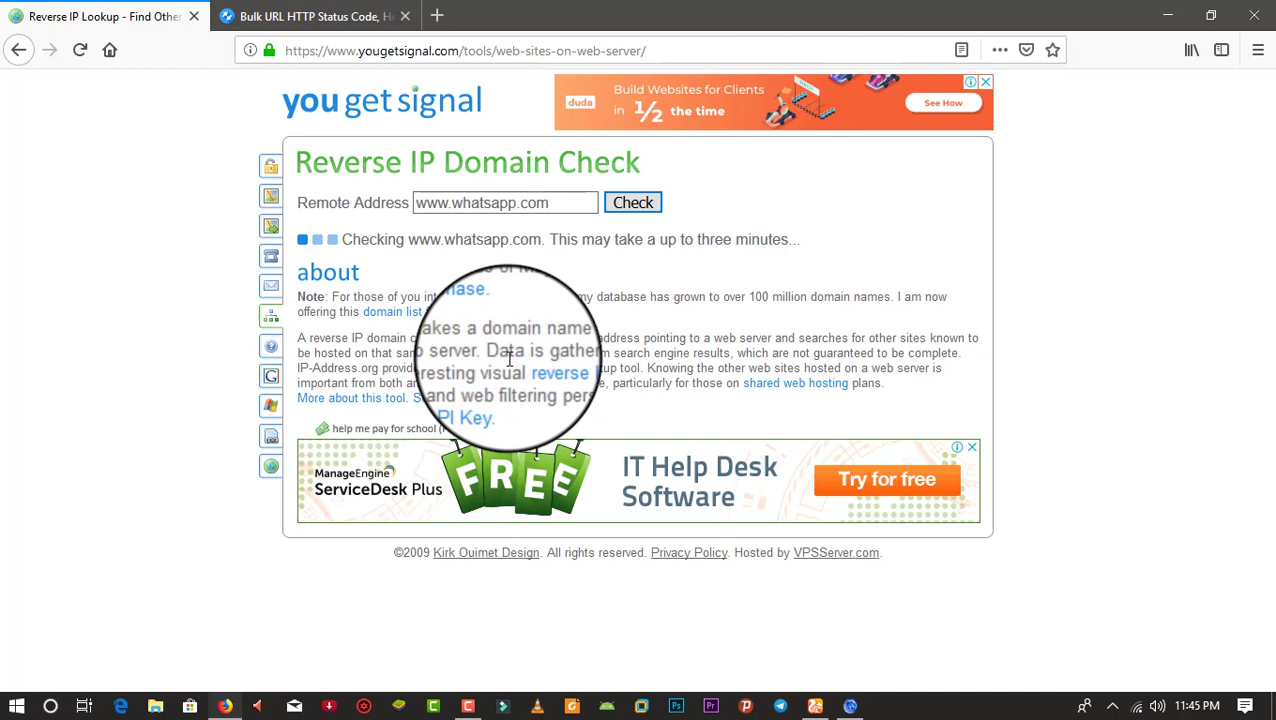 Reverse IP Lookup - Find Other
Bulk URL HTTP Status Code, He
https://www.yougetsignal.com/tools/web-sites-on-web-server/
you get signal
duda
Build Websites for Clients
in 1/2 the time
See How
Reverse IP Domain Check
Remote Address www.whatsapp.com Check
Checking www.whatsapp.com. This may take a up to three minutes...
about
Note: For those of you int my database has grown to over 100 million domain names. I am now
offering this domain list hase.
A reverse IP domain c akes a domain name address pointing to a web server and searches for other sites known to
be hosted on that sam server. Data is gather m search engine results, which are not guaranteed to be complete.
IP-Address.org provid resting visual reverse lookup tool. Knowing the other web sites hosted on a web server is
important from both an and web filtering pers e, particularly for those on shared web hosting plans.
More about this tool. PI Key.
help me pay for school
ManageEngine
ServiceDesk Plus
FREE
IT Help Desk
Software
Try for free
©2009 Kirk Ouimet Design. All rights reserved. Privacy Policy. Hosted by VPSServer.com.
11:45 PM